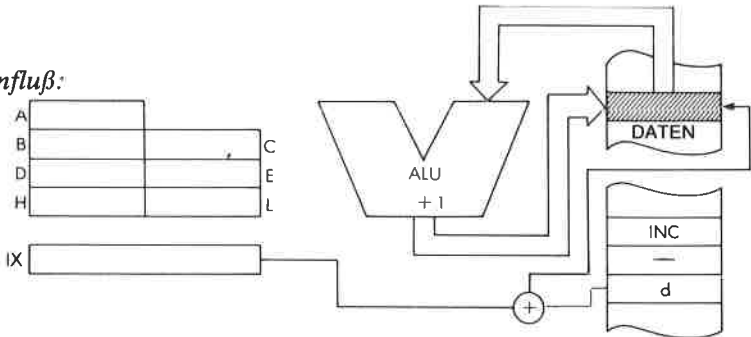 nfluß:
A
B C
D E
H L
IX
ALU
+ 1
DATEN
INC
—
d
+